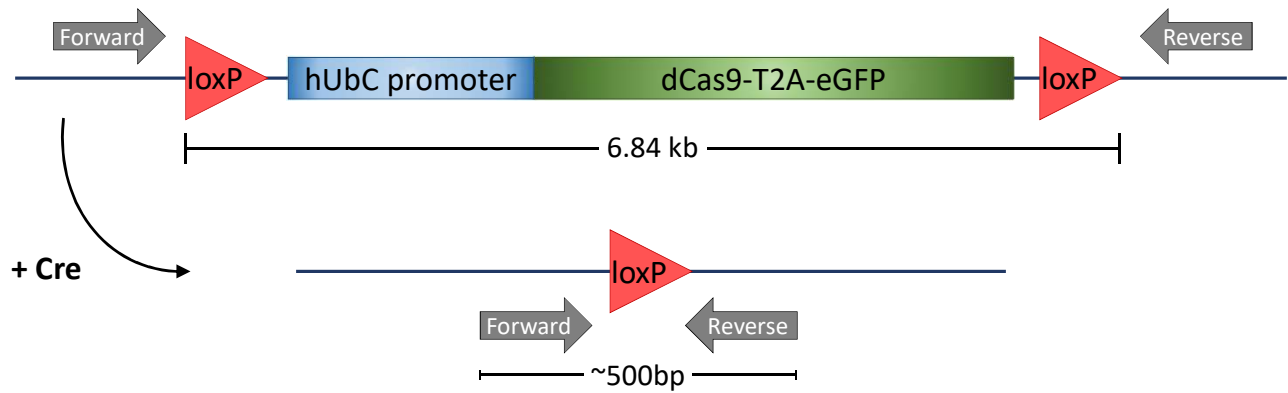 Forward
Reverse
loxP
hUbC promoter
dCas9-T2A-eGFP
loxP
6.84 kb
+ Cre
loxP
Forward
Reverse
~500bp